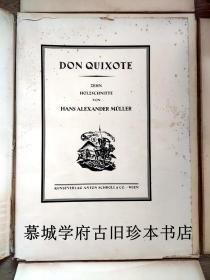 DON QUIXOTE
ZEHN
HOLZSCHNITTE
VON
HANS ALEXANDER MÜLLER
KUNSTVERLAG ANTON SCHROLL & CO. · WIEN
慕城学府古旧珍本书店